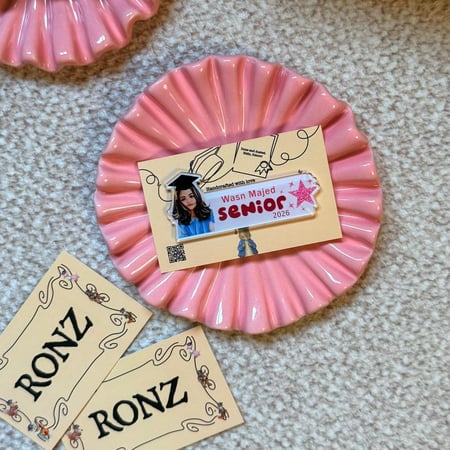 Handcrafted with love
Wasn Majed
senior
2026
RONZ
RONZ